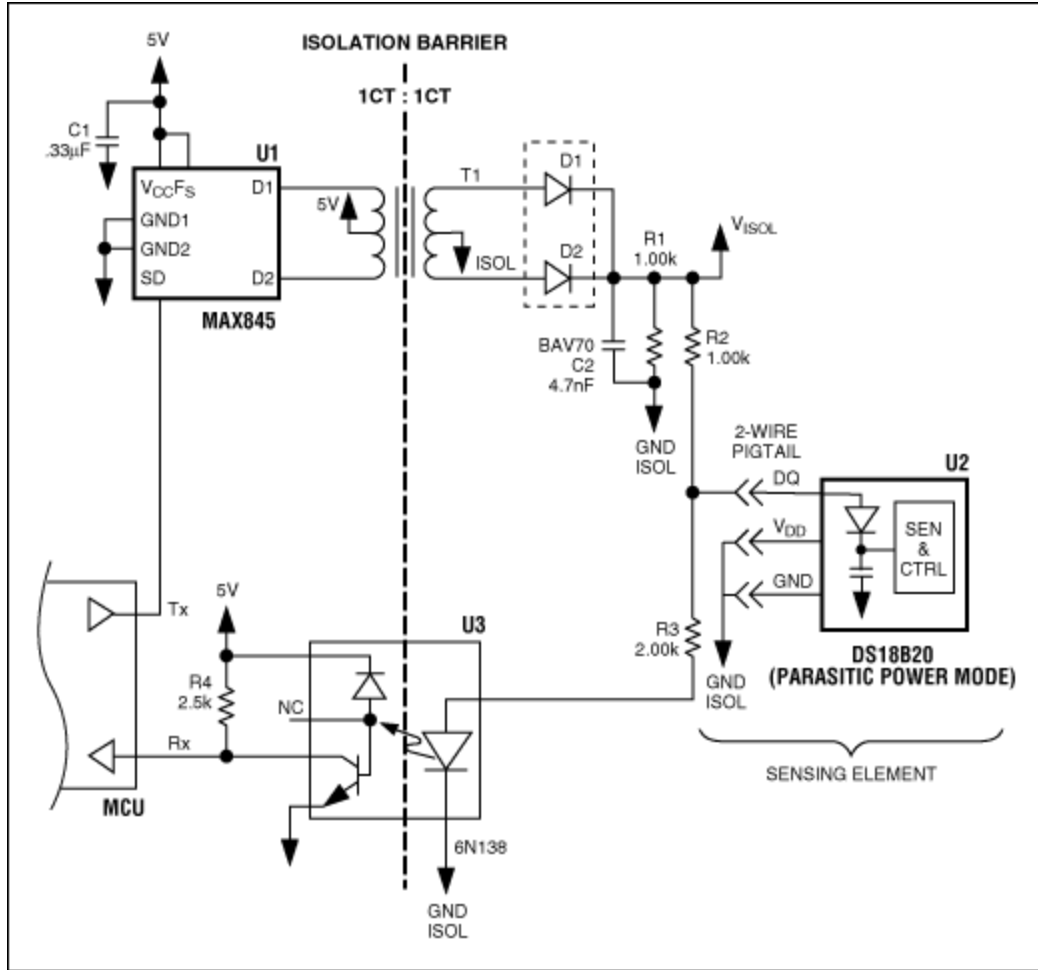 5V
ISOLATION BARRIER
1CT : 1CT
C1
.33µF
U1
VCCFS
D1
GND1
GND2
SD
D2
MAX845
5V
T1
ISOL
D1
D2
BAV70
C2
4.7nF
R1
1.00k
VISOL
R2
1.00k
GND
ISOL
2-WIRE
PIGTAIL
DQ
VDD
GND
U2
SEN
&
CTRL
DS18B20
(PARASITIC POWER MODE)
GND
ISOL
SENSING ELEMENT
R3
2.00k
Tx
5V
R4
2.5k
NC
Rx
MCU
U3
6N138
GND
ISOL